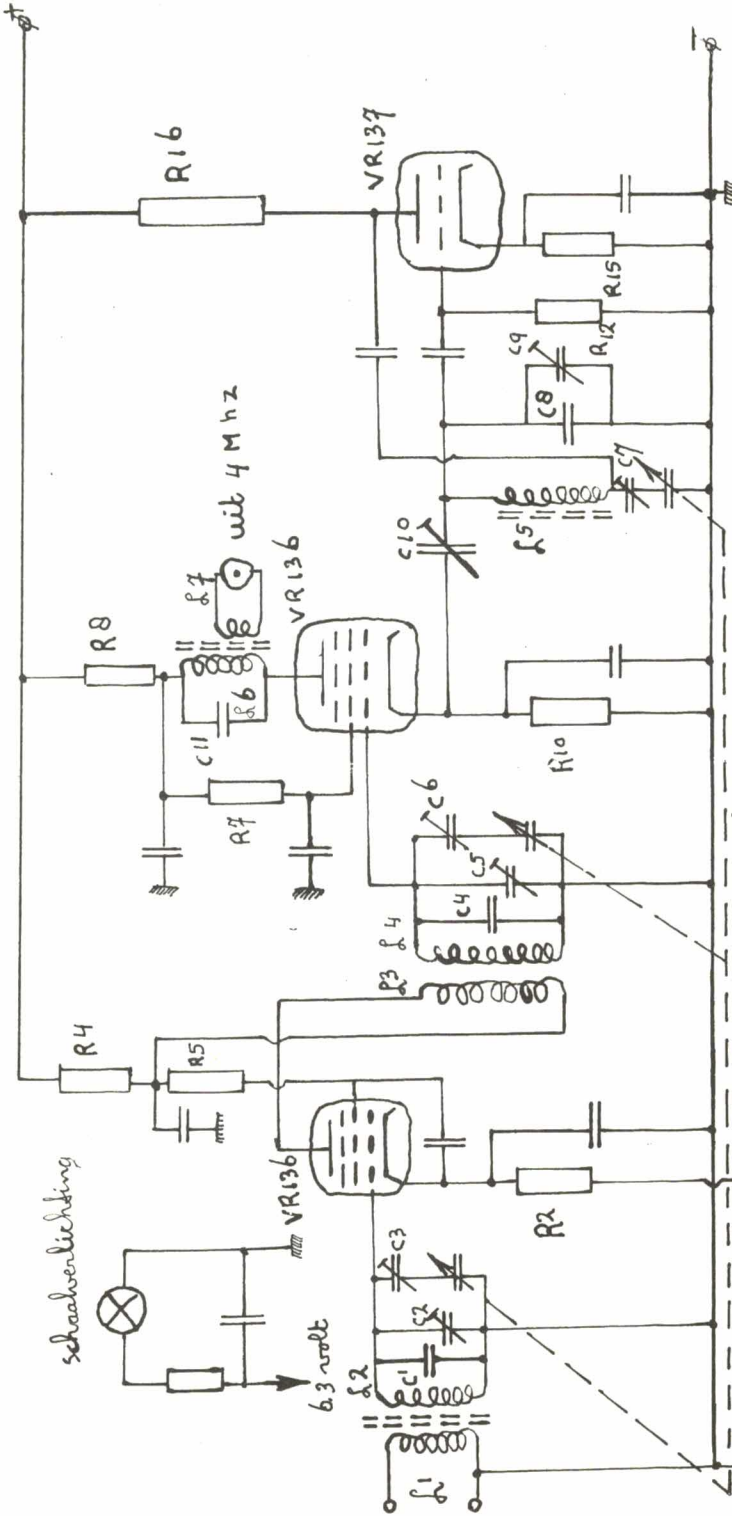 schaalverlichting
6.3 volt
L1
L2
C1
C2
C3
VR136
R2
R4
R5
L3
L4
C4
C5
C6
R7
R8
C11
L6
L7
uit 4 Mhz
VR136
R10
C10
L5
C7
C8
C9
R12
R15
VR137
R16
+
-